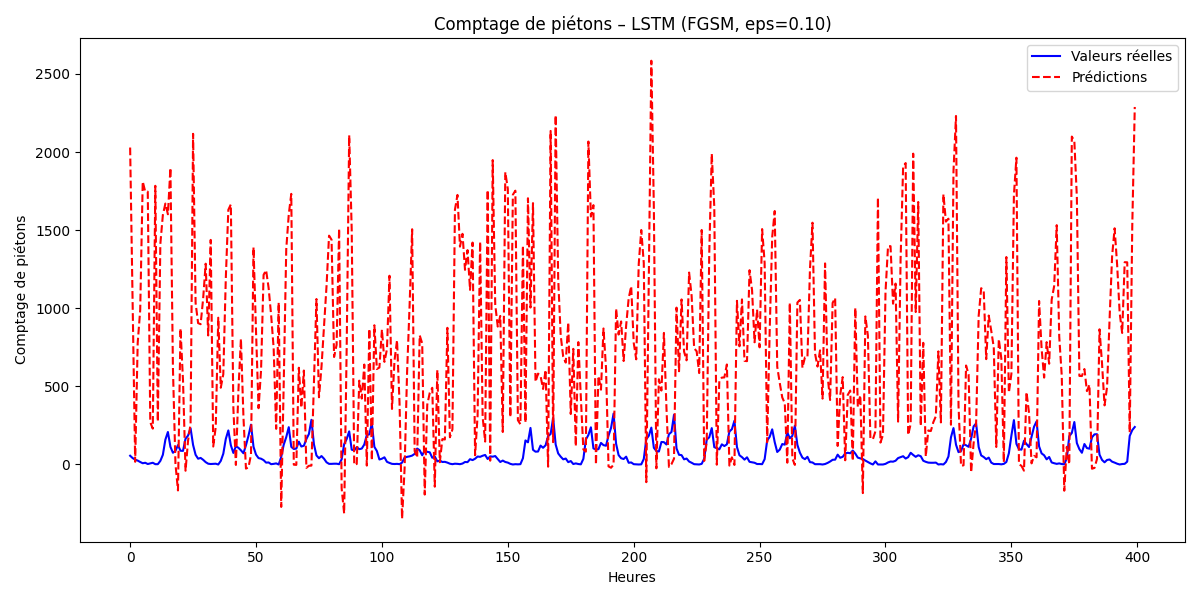 Comptage de piétons – LSTM (FGSM, eps=0.10)
Valeurs réelles
Prédictions
Comptage de piétons
2500
2000
1500
1000
500
0
0 50 100 150 200 250 300 350 400
Heures